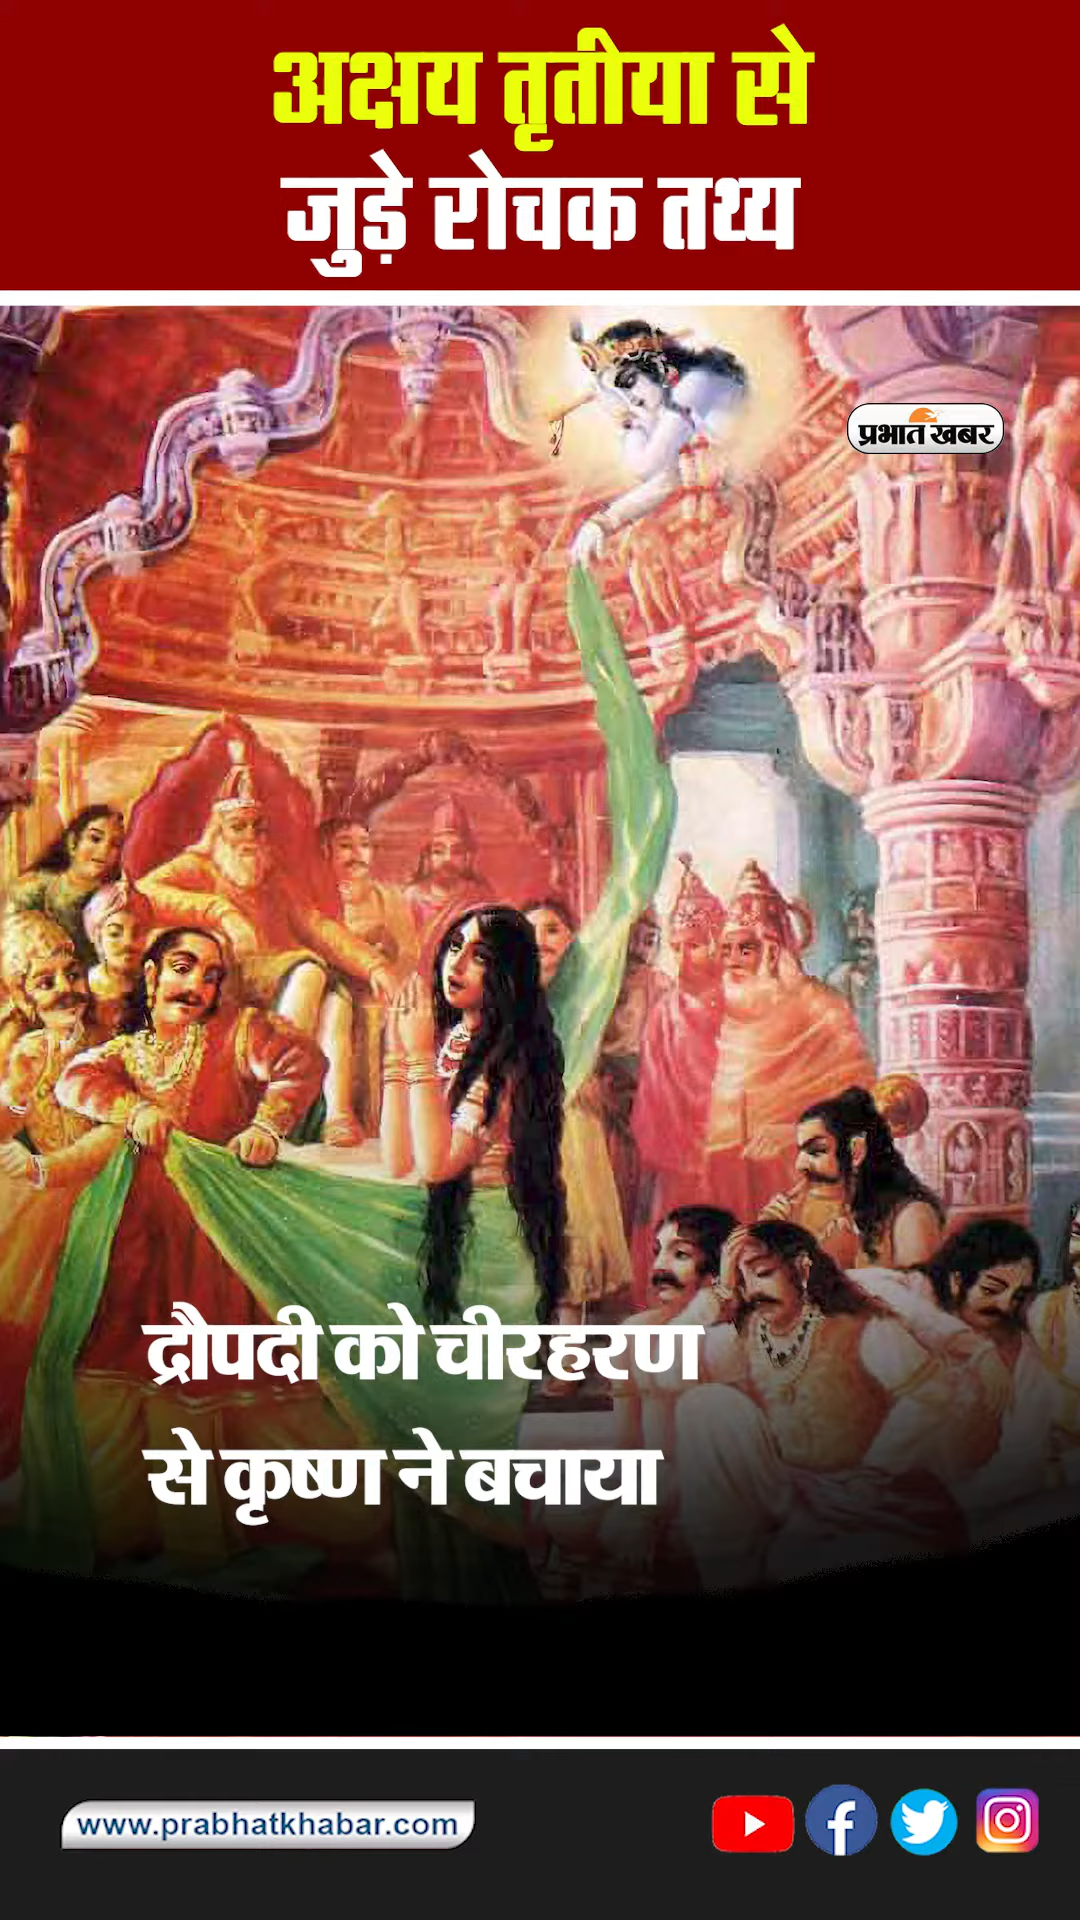 अक्षय तृतीया से
जुड़े रोचक तथ्य
प्रभात खबर
द्रौपदी को चीरहरण
से कृष्ण ने बचाया
www.prabhatkhabar.com